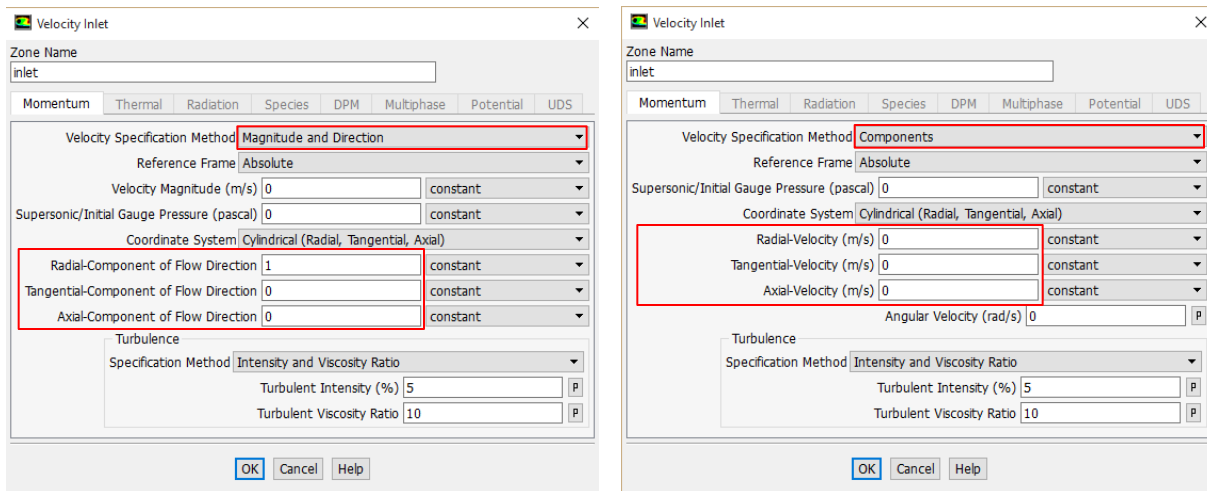 Velocity Inlet
Zone Name
inlet
Momentum Thermal Radiation Species DPM Multiphase Potential UDS
Velocity Specification Method Magnitude and Direction
Reference Frame Absolute
Velocity Magnitude (m/s) 0 constant
Supersonic/Initial Gauge Pressure (pascal) 0 constant
Coordinate System Cylindrical (Radial, Tangential, Axial)
Radial-Component of Flow Direction 1 constant
Tangential-Component of Flow Direction 0 constant
Axial-Component of Flow Direction 0 constant
Turbulence
Specification Method Intensity and Viscosity Ratio
Turbulent Intensity (%) 5 P
Turbulent Viscosity Ratio 10 P
OK Cancel Help
Velocity Inlet
Zone Name
inlet
Momentum Thermal Radiation Species DPM Multiphase Potential UDS
Velocity Specification Method Components
Reference Frame Absolute
Supersonic/Initial Gauge Pressure (pascal) 0 constant
Coordinate System Cylindrical (Radial, Tangential, Axial)
Radial-Velocity (m/s) 0 constant
Tangential-Velocity (m/s) 0 constant
Axial-Velocity (m/s) 0 constant
Angular Velocity (rad/s) 0 P
Turbulence
Specification Method Intensity and Viscosity Ratio
Turbulent Intensity (%) 5 P
Turbulent Viscosity Ratio 10 P
OK Cancel Help